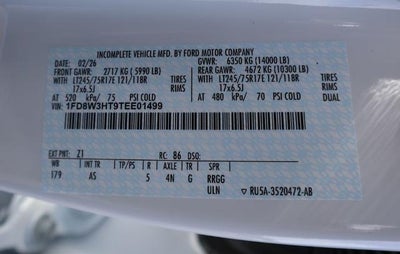 INCOMPLETE VEHICLE MFD. BY FORD MOTOR COMPANY
DATE: 02/26 GVWR: 6350 KG (14000 LB)
FRONT GAWR: 2717 KG (5990 LB) REAR GAWR: 4672 KG (10300 LB)
WITH LT245/75R17E 121/118R TIRES WITH LT245/75R17E 121/118R TIRES
17x6.5J RIMS 17x6.5J RIMS
AT 520 kPa/ 75 PSI COLD AT 480 kPa/ 70 PSI COLD DUAL
VIN: 1FD8W3HT9TEE01499
EXT PNT: Z1 RC: 86 DSO:
WB INT TR TP/PS R AXLE TR SPR
179 AS 5 4N G RRGG
ULN ▽ RU5A-3520472-AB